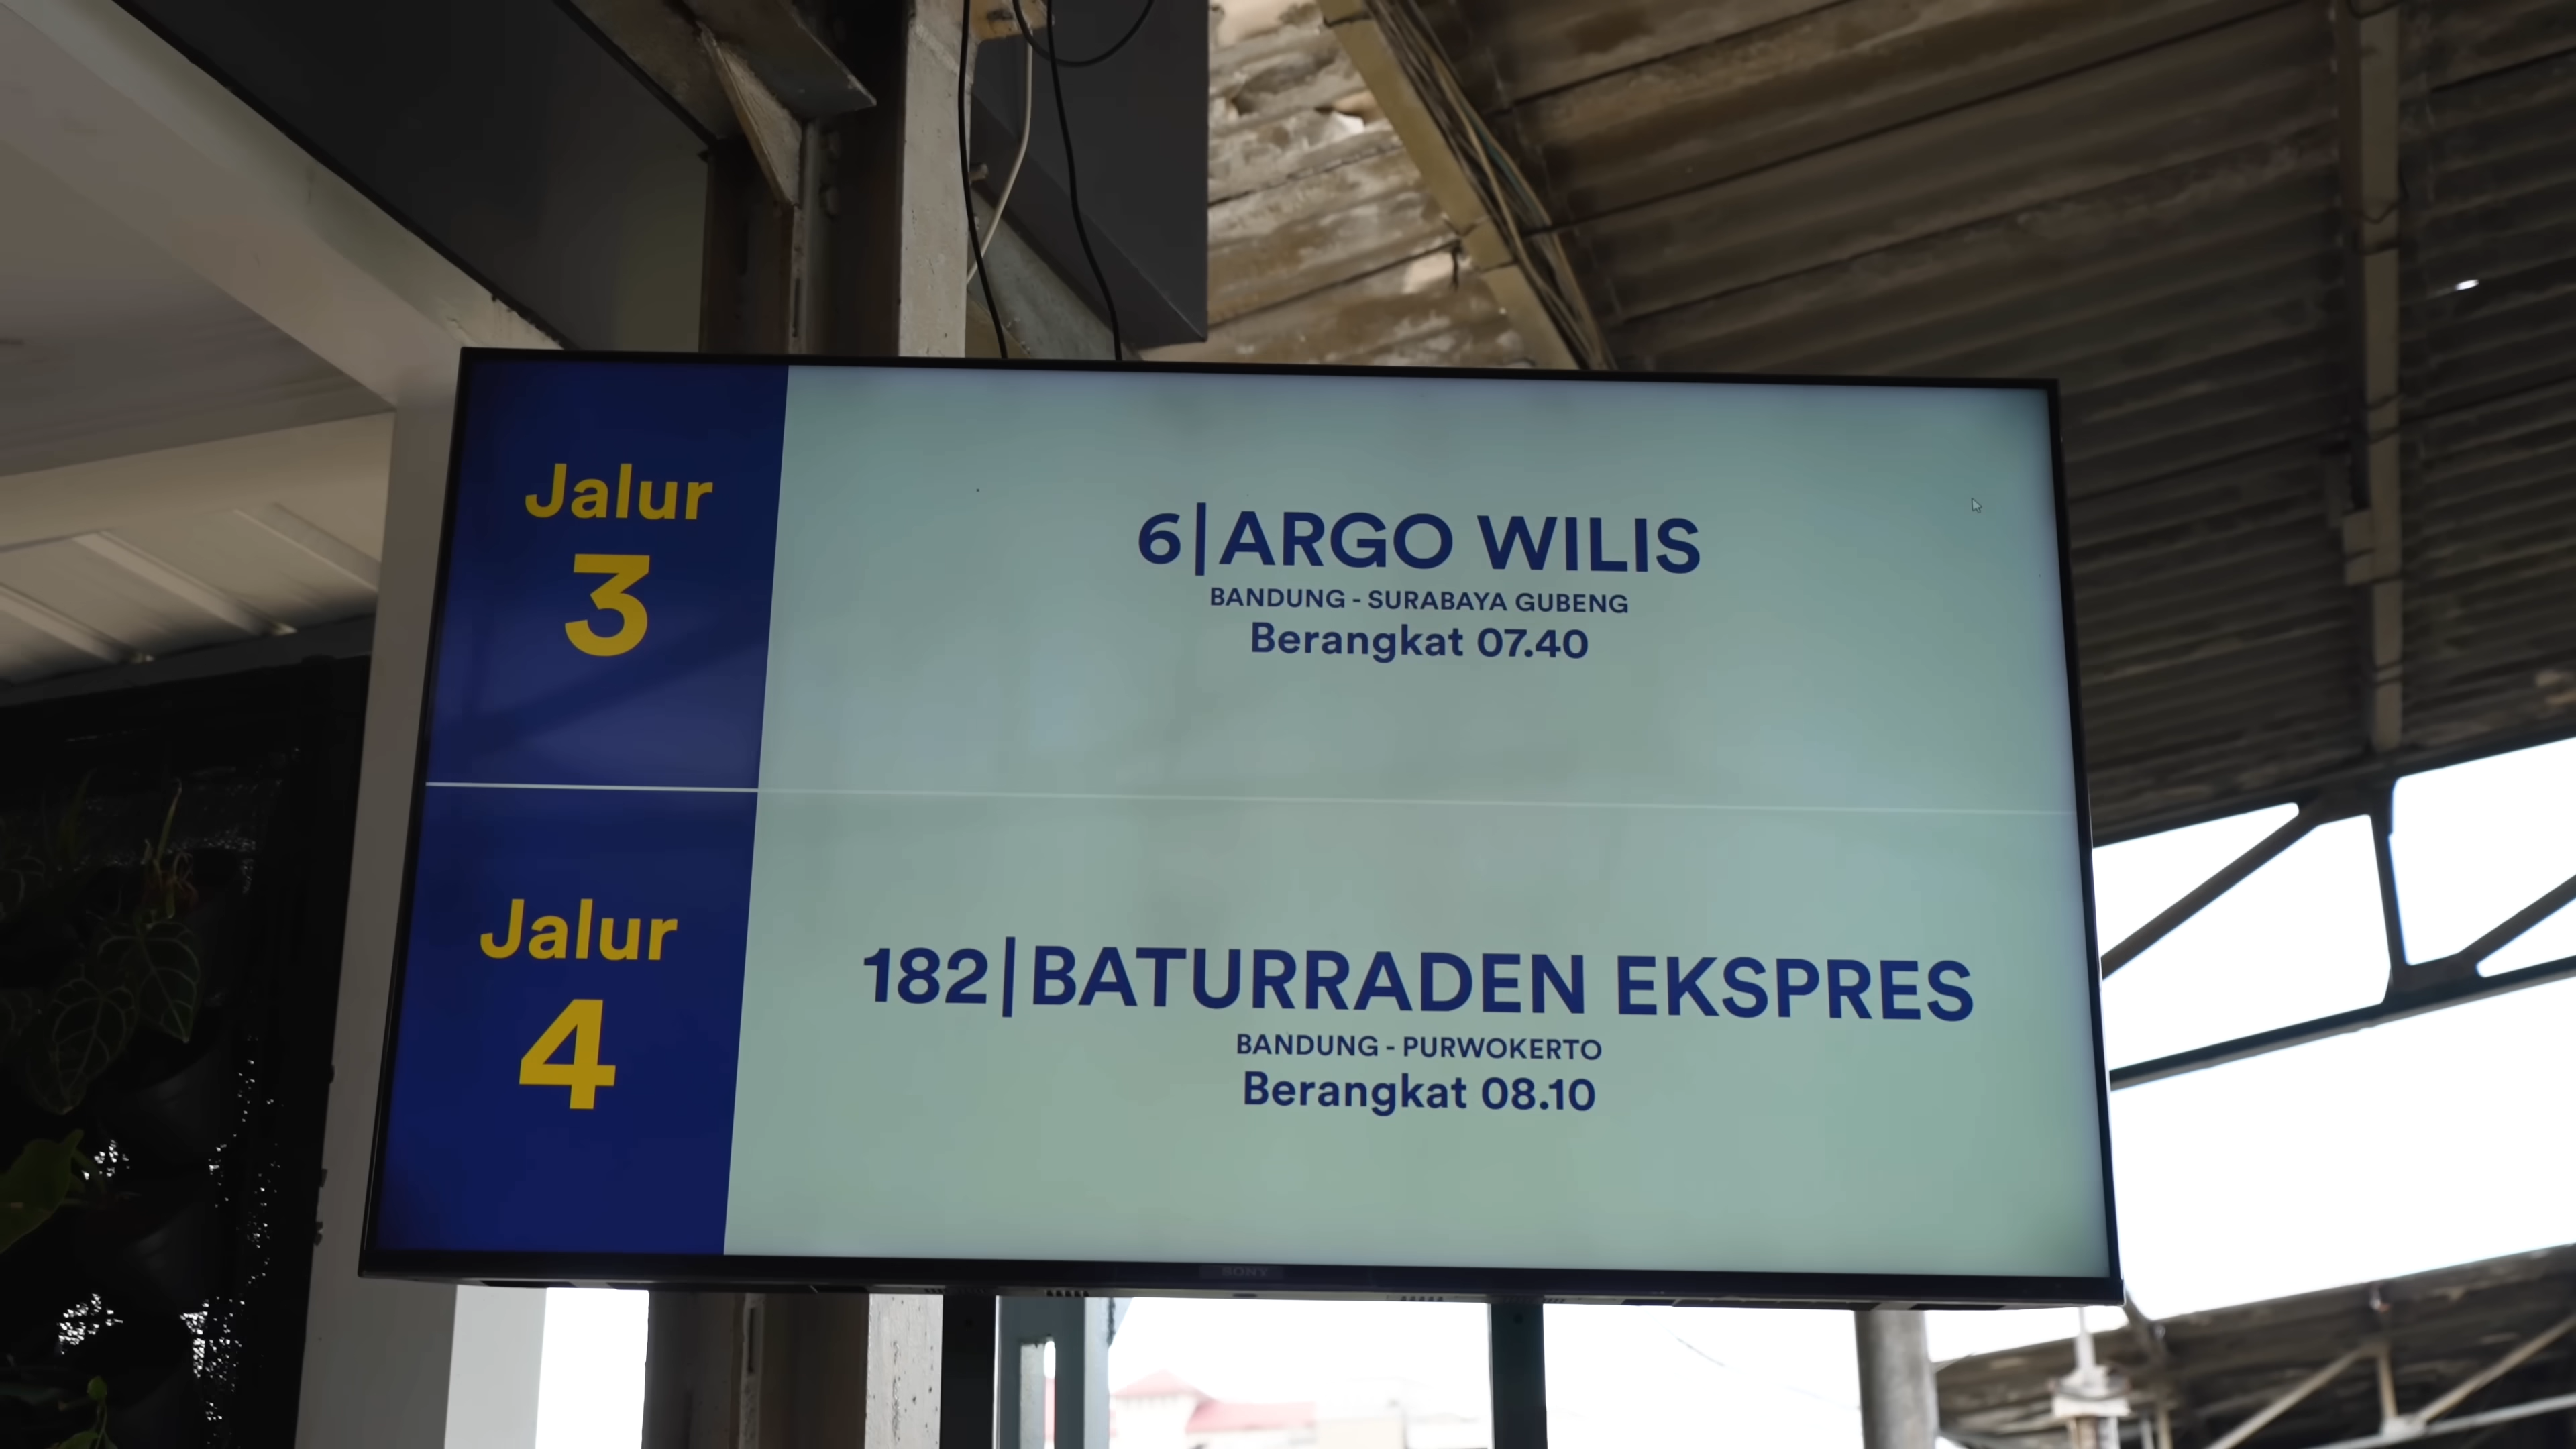 Jalur
3
6|ARGO WILIS
BANDUNG - SURABAYA GUBENG
Berangkat 07.40
Jalur
4
182|BATURRADEN EKSPRES
BANDUNG - PURWOKERTO
Berangkat 08.10
SONY